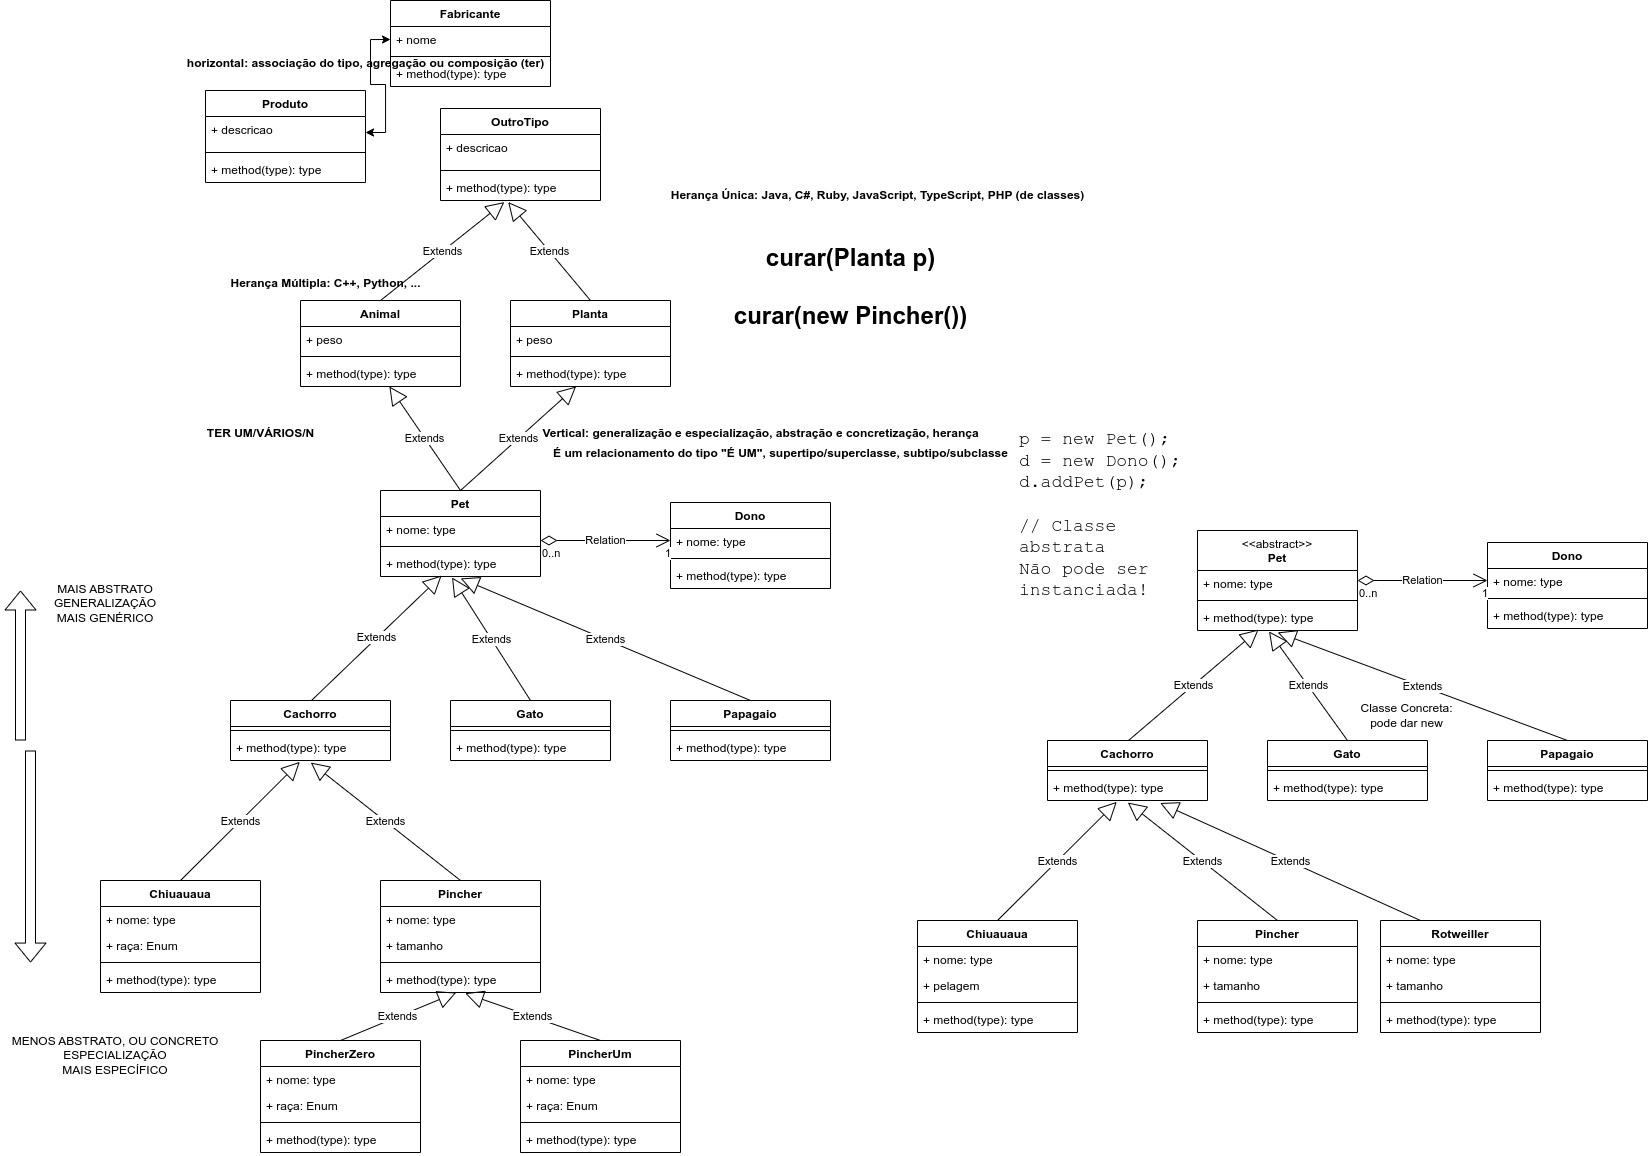 Fabricante
+ nome
+ method(type): type
horizontal: associação do tipo, agregação ou composição (ter)
Produto
+ descricao
+ method(type): type
OutroTipo
+ descricao
+ method(type): type
Herança Única: Java, C#, Ruby, JavaScript, TypeScript, PHP (de classes)
Extends
Extends
curar(Planta p)
Herança Múltipla: C++, Python, ...
curar(new Pincher())
Animal
+ peso
+ method(type): type
Planta
+ peso
+ method(type): type
TER UM/VÁRIOS/N
Extends
Extends
Vertical: generalização e especialização, abstração e concretização, herança
É um relacionamento do tipo "É UM", supertipo/superclasse, subtipo/subclasse
p = new Pet();
d = new Dono();
d.addPet(p);
// Classe
abstrata
Não pode ser
instanciada!
Pet
+ nome: type
+ method(type): type
Relation
0..n
1
Dono
+ nome: type
+ method(type): type
<<abstract>>
Pet
+ nome: type
+ method(type): type
Relation
0..n
1
Dono
+ nome: type
+ method(type): type
MAIS ABSTRATO
GENERALIZAÇÃO
MAIS GENÉRICO
Extends
Extends
Extends
Extends
Extends
Extends
Classe Concreta:
pode dar new
Cachorro
+ method(type): type
Gato
+ method(type): type
Papagaio
+ method(type): type
Cachorro
+ method(type): type
Gato
+ method(type): type
Papagaio
+ method(type): type
Extends
Extends
Extends
Extends
Extends
Chiuauaua
+ nome: type
+ raça: Enum
+ method(type): type
Pincher
+ nome: type
+ tamanho
+ method(type): type
Chiuauaua
+ nome: type
+ pelagem
+ method(type): type
Pincher
+ nome: type
+ tamanho
+ method(type): type
Rotweiller
+ nome: type
+ tamanho
+ method(type): type
Extends
Extends
MENOS ABSTRATO, OU CONCRETO
ESPECIALIZAÇÃO
MAIS ESPECÍFICO
PincherZero
+ nome: type
+ raça: Enum
+ method(type): type
PincherUm
+ nome: type
+ raça: Enum
+ method(type): type